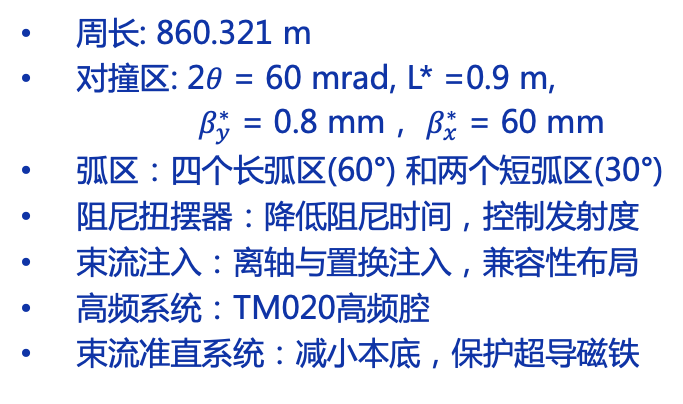 • 周长: 860.321 m
• 对撞区: 2θ = 60 mrad, L* =0.9 m,
β*y = 0.8 mm， β*x = 60 mm
• 弧区：四个长弧区(60°) 和两个短弧区(30°)
• 阻尼扭摆器：降低阻尼时间，控制发射度
• 束流注入：离轴与置换注入，兼容性布局
• 高频系统：TM020高频腔
• 束流准直系统：减小本底，保护超导磁铁